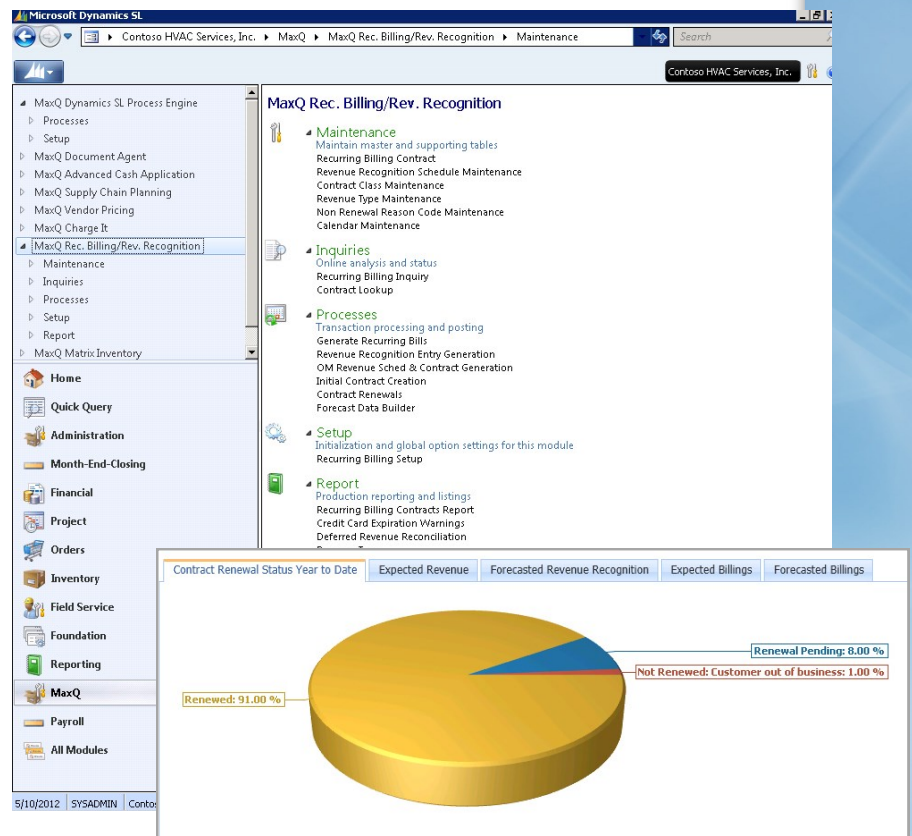 Microsoft Dynamics SL
Contoso HVAC Services, Inc. MaxQ MaxQ Rec. Billing/Rev. Recognition Maintenance Search
Contoso HVAC Services, Inc.
MaxQ Dynamics SL Process Engine
Processes
Setup
MaxQ Document Agent
MaxQ Advanced Cash Application
MaxQ Supply Chain Planning
MaxQ Vendor Pricing
MaxQ Charge It
MaxQ Rec. Billing/Rev. Recognition
Maintenance
Inquiries
Processes
Setup
Report
MaxQ Matrix Inventory
Home
Quick Query
Administration
Month-End-Closing
Financial
Project
Orders
Inventory
Field Service
Foundation
Reporting
MaxQ
Payroll
All Modules
5/10/2012 SYSADMIN
MaxQ Rec. Billing/Rev. Recognition
Maintenance
Maintain master and supporting tables
Recurring Billing Contract
Revenue Recognition Schedule Maintenance
Contract Class Maintenance
Revenue Type Maintenance
Non Renewal Reason Code Maintenance
Calendar Maintenance
Inquiries
Online analysis and status
Recurring Billing Inquiry
Contract Lookup
Processes
Transaction processing and posting
Generate Recurring Bills
Revenue Recognition Entry Generation
OM Revenue Sched & Contract Generation
Initial Contract Creation
Contract Renewals
Forecast Data Builder
Setup
Initialization and global option settings for this module
Recurring Billing Setup
Report
Production reporting and listings
Recurring Billing Contracts Report
Credit Card Expiration Warnings
Deferred Revenue Reconciliation
Contract Renewal Status Year to Date Expected Revenue Forecasted Revenue Recognition Expected Billings Forecasted Billings
Renewal Pending: 8.00 %
Not Renewed: Customer out of business: 1.00 %
Renewed: 91.00 %